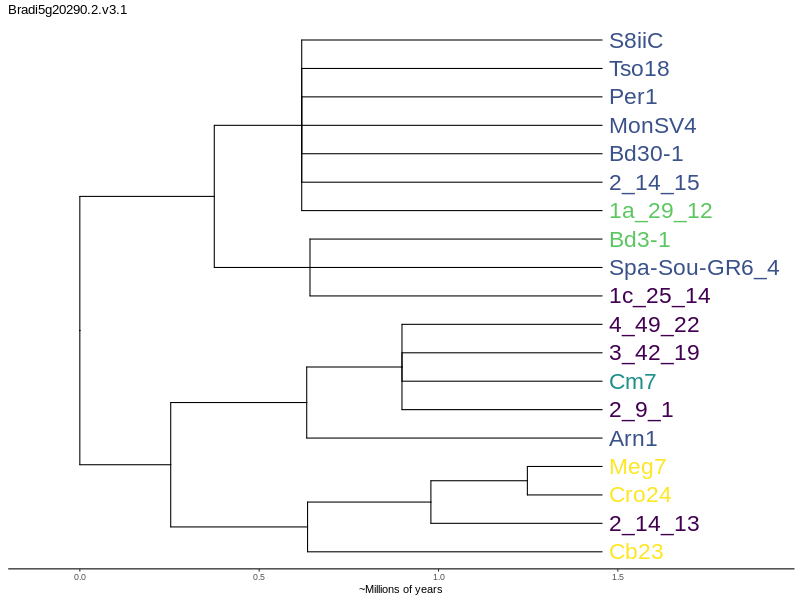 Bradi5g20290.2.v3.1
S8iiC
Tso18
Per1
MonSV4
Bd30-1
2_14_15
1a_29_12
Bd3-1
Spa-Sou-GR6_4
1c_25_14
4_49_22
3_42_19
Cm7
2_9_1
Arn1
Meg7
Cro24
2_14_13
Cb23
0.0 0.5 1.0 1.5
~Millions of years